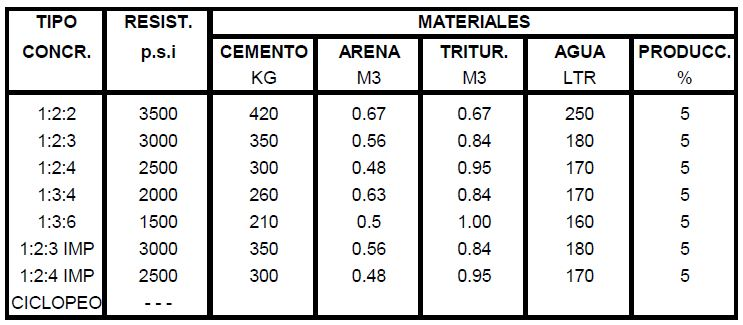 TIPO RESIST. MATERIALES
CONCR. p.s.i CEMENTO ARENA TRITUR. AGUA PRODUCC.
KG M3 M3 LTR %
1:2:2 3500 420 0.67 0.67 250 5
1:2:3 3000 350 0.56 0.84 180 5
1:2:4 2500 300 0.48 0.95 170 5
1:3:4 2000 260 0.63 0.84 170 5
1:3:6 1500 210 0.5 1.00 160 5
1:2:3 IMP 3000 350 0.56 0.84 180 5
1:2:4 IMP 2500 300 0.48 0.95 170 5
CICLOPEO - - -